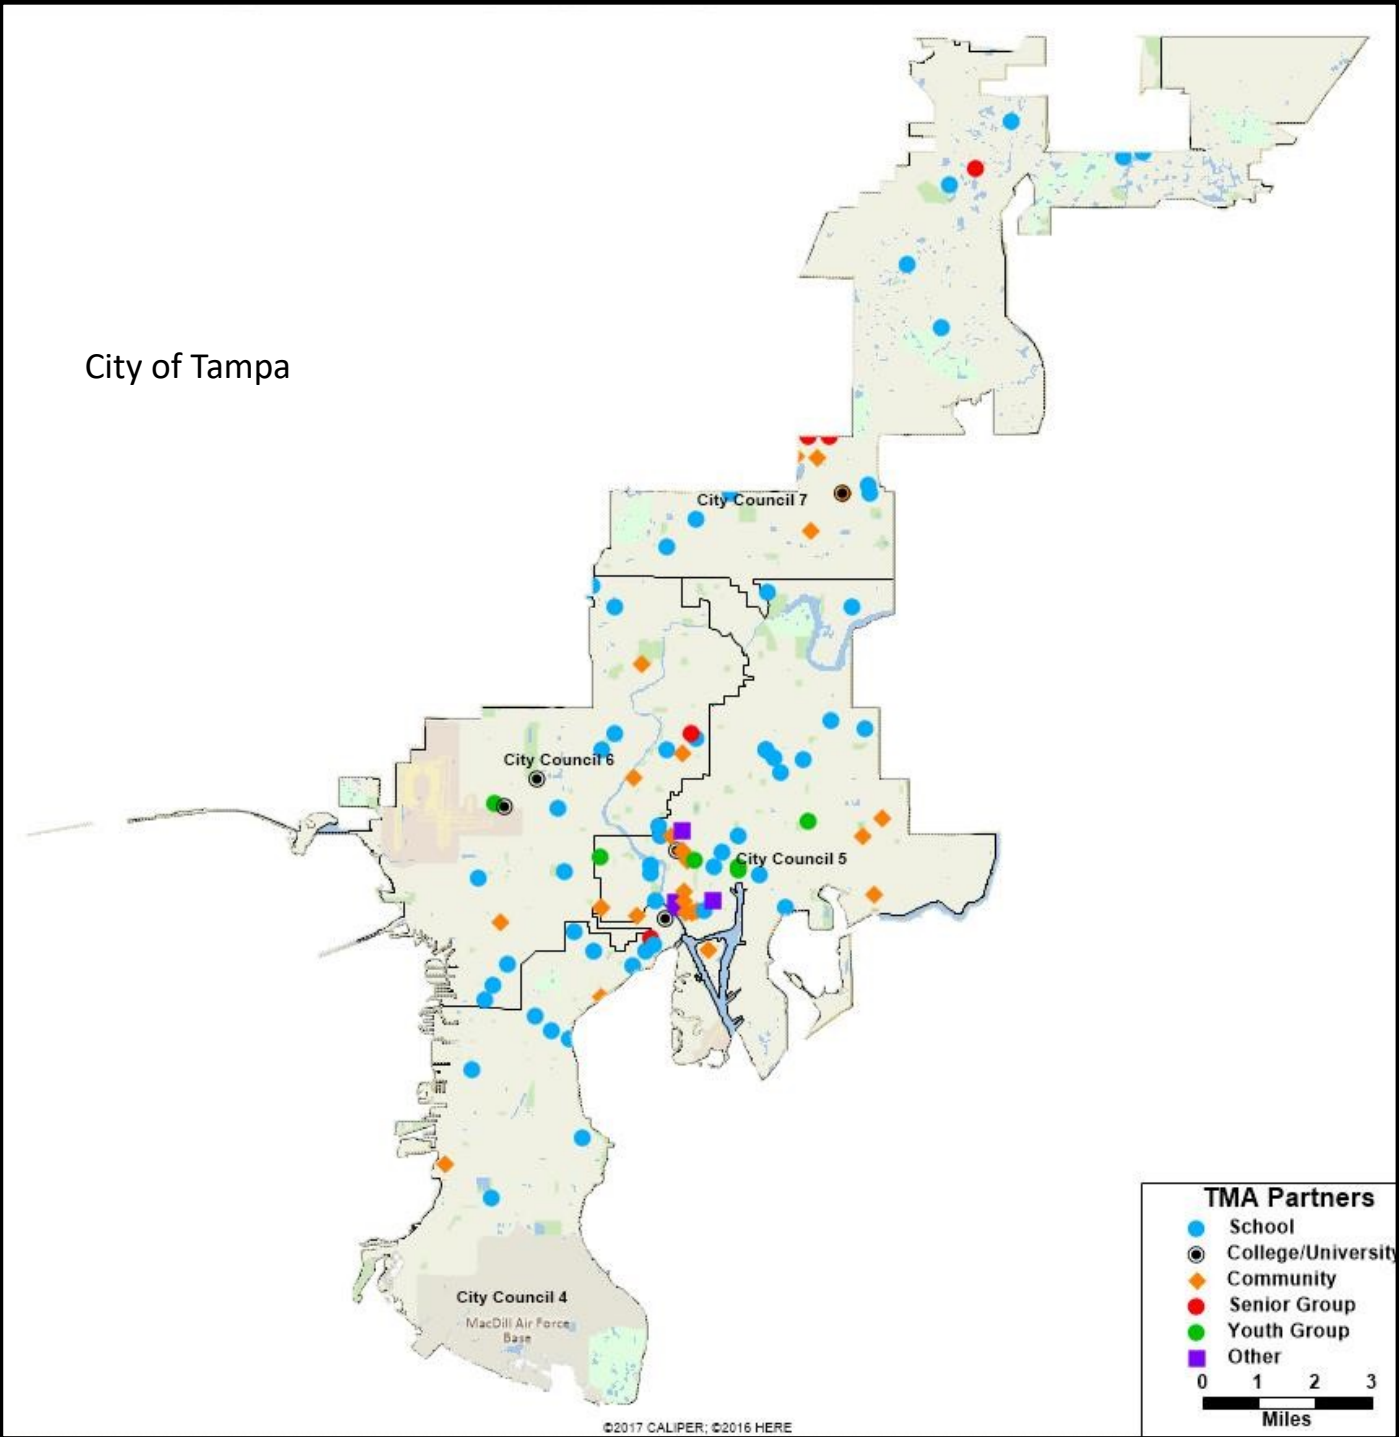 City of Tampa
City Council 7
City Council 6
City Council 5
City Council 4
MacDill Air Force
Base
TMA Partners
School
College/University
Community
Senior Group
Youth Group
Other
0 1 2 3
Miles
©2017 CALIPER; ©2016 HERE